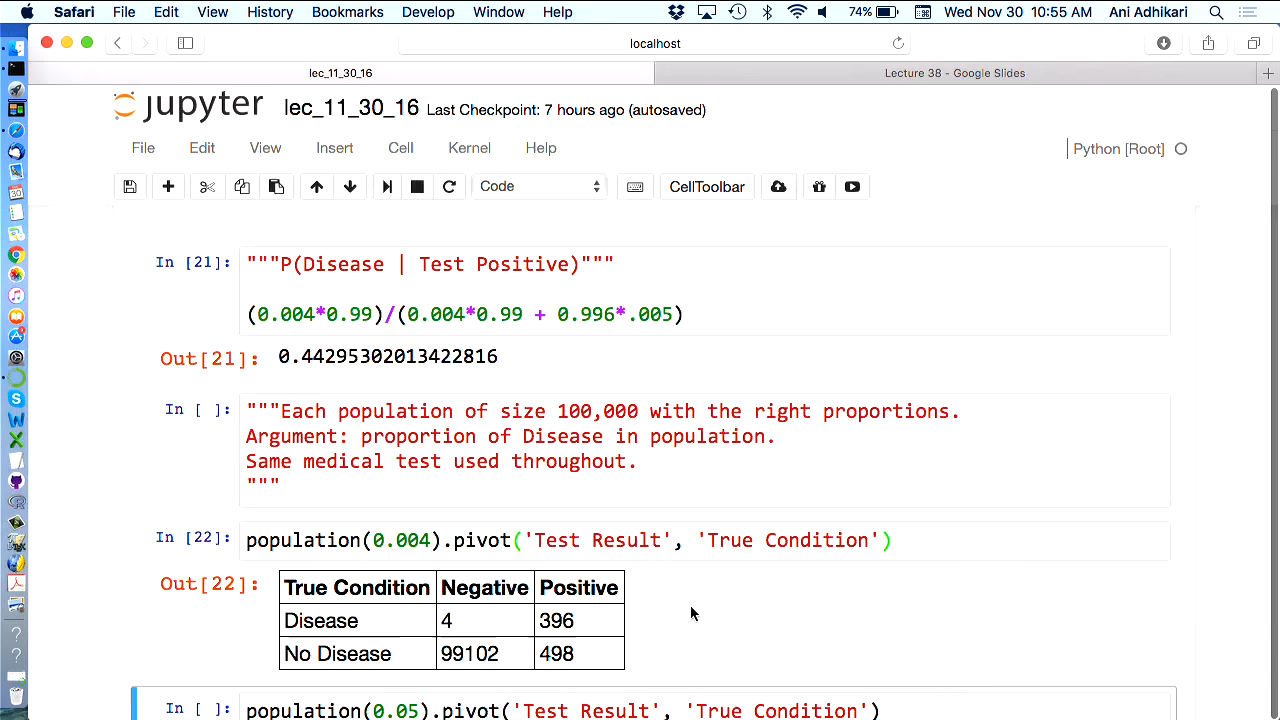 Safari File Edit View History Bookmarks Develop Window Help 74% Wed Nov 30 10:55 AM Ani Adhikari
localhost
lec_11_30_16 Lecture 38 - Google Slides
jupyter lec_11_30_16 Last Checkpoint: 7 hours ago (autosaved)
File Edit View Insert Cell Kernel Help Python [Root]
Code CellToolbar
In [21]: """P(Disease | Test Positive)"""
(0.004*0.99)/(0.004*0.99 + 0.996*.005)
Out[21]: 0.44295302013422816
In [ ]: """Each population of size 100,000 with the right proportions.
Argument: proportion of Disease in population.
Same medical test used throughout.
"""
In [22]: population(0.004).pivot('Test Result', 'True Condition')
Out[22]: True Condition Negative Positive
Disease 4 396
No Disease 99102 498
In [ ]: population(0.05).pivot('Test Result', 'True Condition')